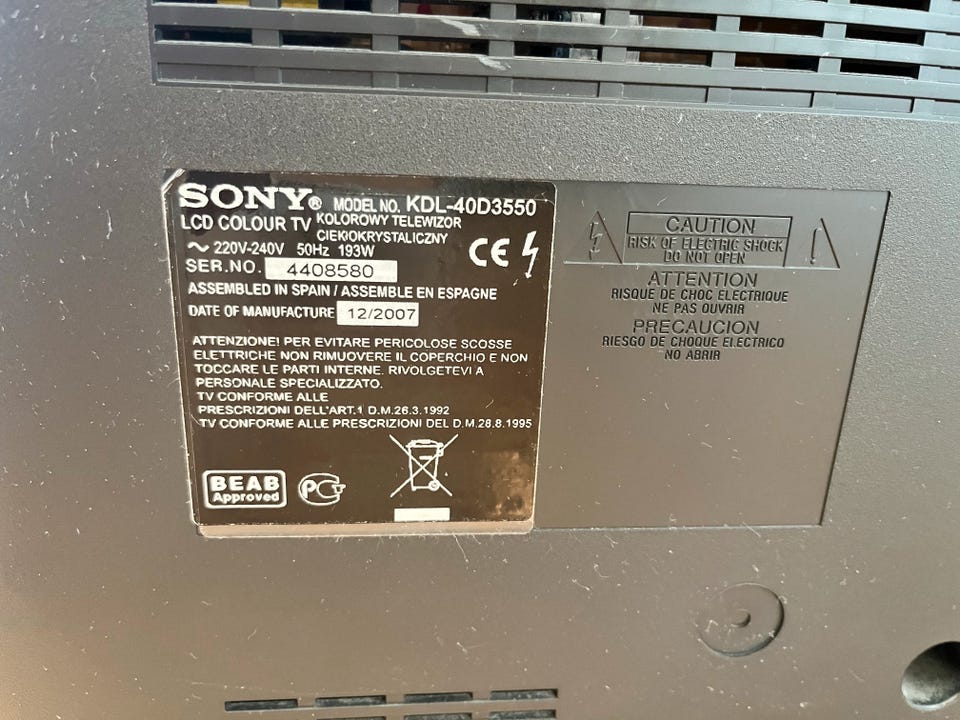 SONY® MODEL NO. KDL-40D3550
LCD COLOUR TV KOLOROWY TELEWIZOR
CIEKŁOKRYSTALICZNY
~ 220V-240V 50Hz 193W
SER.NO. 4408580
ASSEMBLED IN SPAIN / ASSEMBLE EN ESPAGNE
DATE OF MANUFACTURE 12/2007
ATTENZIONE! PER EVITARE PERICOLOSE SCOSSE
ELETTRICHE NON RIMUOVERE IL COPERCHIO E NON
TOCCARE LE PARTI INTERNE. RIVOLGETEVI A
PERSONALE SPECIALIZZATO.
TV CONFORME ALLE
PRESCRIZIONI DELL'ART.1 D.M.26.3.1992
TV CONFORME ALLE PRESCRIZIONI DEL D.M.28.8.1995
CE
BEAB
Approved
PCT
CAUTION
RISK OF ELECTRIC SHOCK
DO NOT OPEN
ATTENTION
RISQUE DE CHOC ELECTRIQUE
NE PAS OUVRIR
PRECAUCION
RIESGO DE CHOQUE ELECTRICO
NO ABRIR